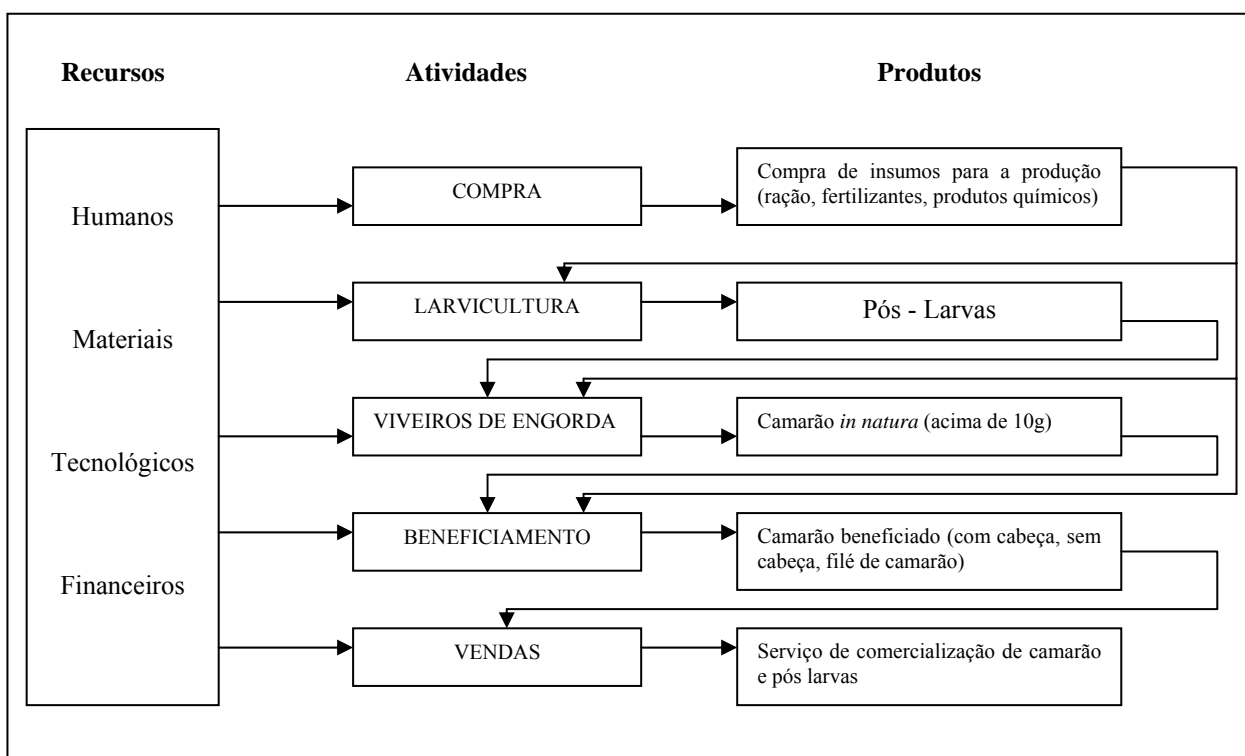 Recursos
Atividades
Produtos
Humanos
Materiais
Tecnológicos
Financeiros
COMPRA
Compra de insumos para a produção
(ração, fertilizantes, produtos químicos)
LARVICULTURA
Pós - Larvas
VIVEIROS DE ENGORDA
Camarão in natura (acima de 10g)
BENEFICIAMENTO
Camarão beneficiado (com cabeça, sem
cabeça, filé de camarão)
VENDAS
Serviço de comercialização de camarão
e pós larvas